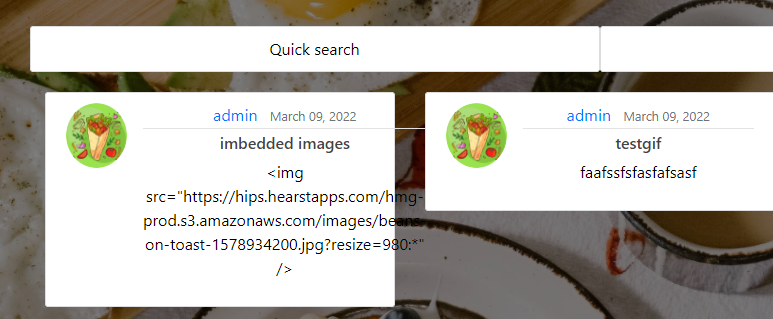 Quick search
admin March 09, 2022
imbedded images
<img
src="https://hips.hearstapps.com/hmg-
prod.s3.amazonaws.com/images/beans-
on-toast-1578934200.jpg?resize=980:*"
/>
admin March 09, 2022
testgif
faafssfsfasfafsasf